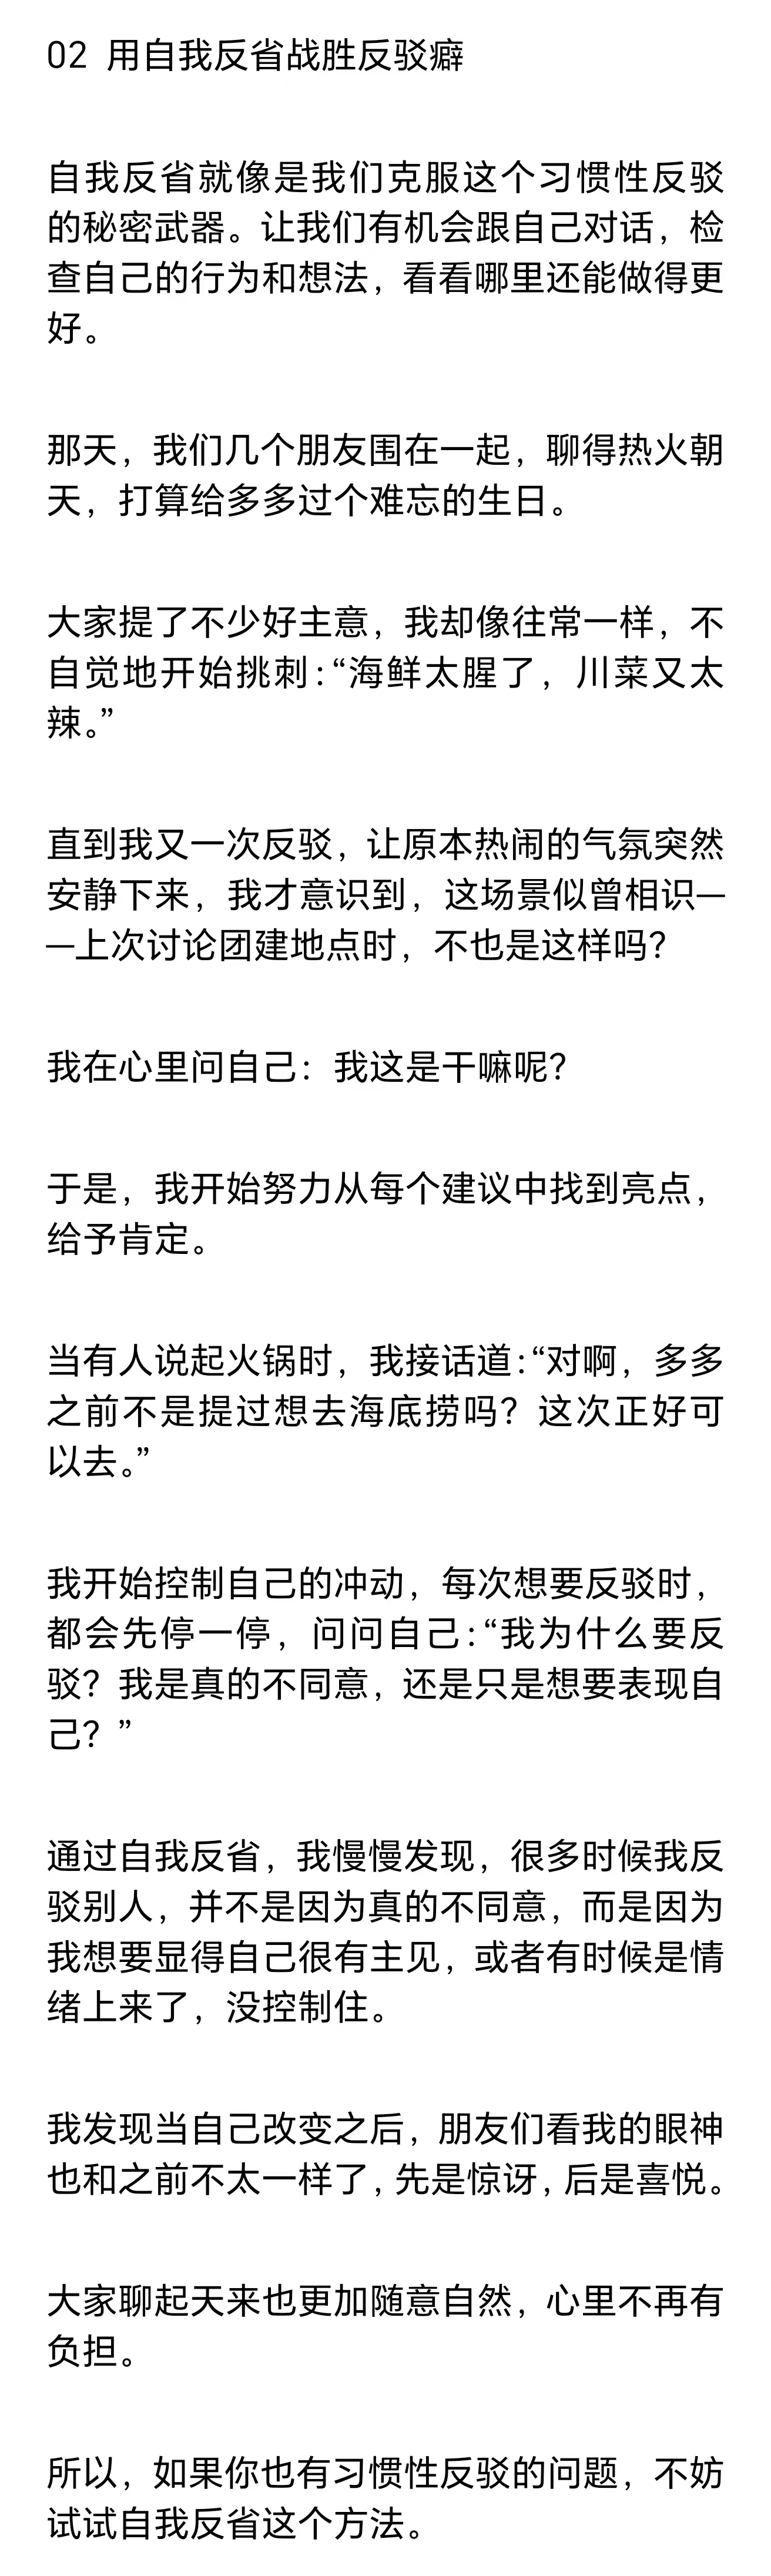 02 用自我反省战胜反驳癖
自我反省就像是我们克服这个习惯性反驳
的秘密武器。让我们有机会跟自己对话，检
查自己的行为和想法，看看哪里还能做得更
好。
那天，我们几个朋友围在一起，聊得热火朝
天，打算给多多过个难忘的生日。
大家提了不少好主意，我却像往常一样，不
自觉地开始挑刺：“海鲜太腥了，川菜又太
辣。”
直到我又一次反驳，让原本热闹的气氛突然
安静下来，我才意识到，这场景似曾相识—
—上次讨论团建地点时，不也是这样吗？
我在心里问自己：我这是干嘛呢？
于是，我开始努力从每个建议中找到亮点，
给予肯定。
当有人说起火锅时，我接话道：“对啊，多多
之前不是提过想去海底捞吗？这次正好可
以去。”
我开始控制自己的冲动，每次想要反驳时，
都会先停一停，问问自己：“我为什么要反
驳？我是真的不同意，还是只是想要表现自
己？”
通过自我反省，我慢慢发现，很多时候我反
驳别人，并不是因为真的不同意，而是因为
我想要显得自己很有主见，或者有时候是情
绪上来了，没控制住。
我发现当自己改变之后，朋友们看我的眼神
也和之前不太一样了，先是惊讶，后是喜悦。
大家聊起天来也更加随意自然，心里不再有
负担。
所以，如果你也有习惯性反驳的问题，不妨
试试自我反省这个方法。